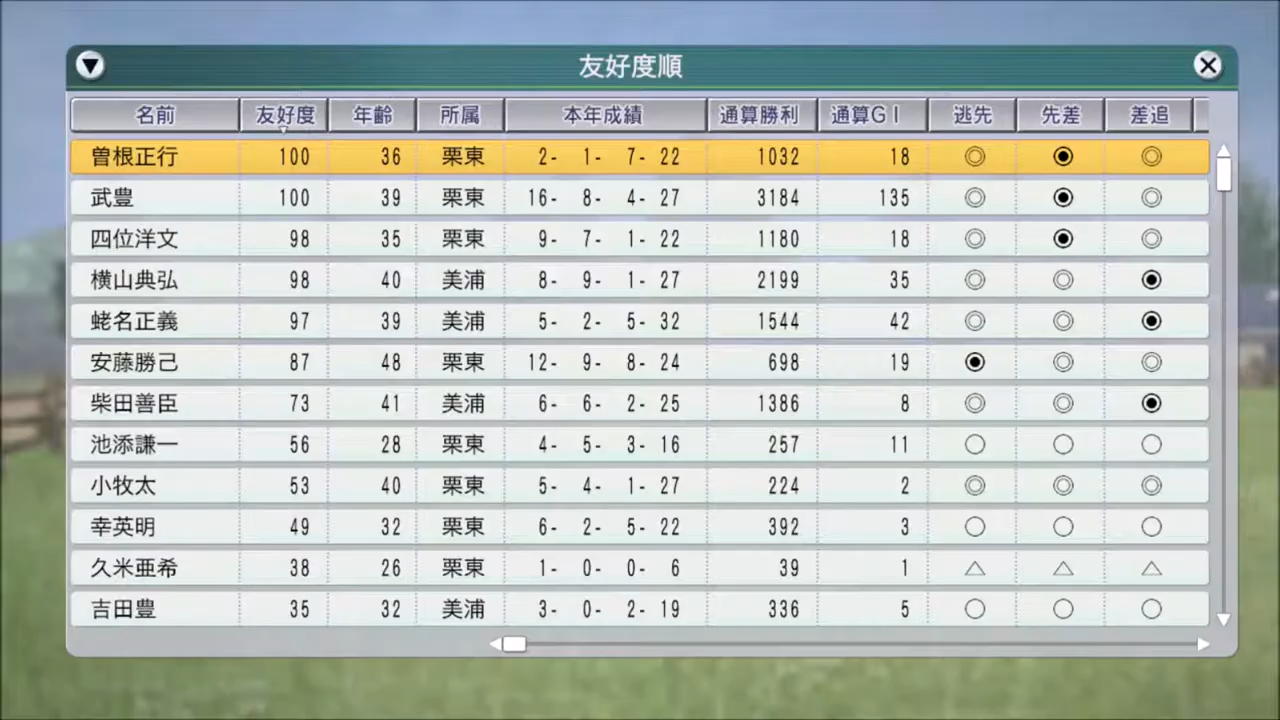 友好度順
名前 友好度 年齢 所属 本年成績 通算勝利 通算GⅠ 逃先 先差 差追
曽根正行 100 36 栗東 2- 1- 7- 22 1032 18 ◎ ◉ ◎
武豊 100 39 栗東 16- 8- 4- 27 3184 135 ◎ ◉ ◎
四位洋文 98 35 栗東 9- 7- 1- 22 1180 18 ◎ ◉ ◎
横山典弘 98 40 美浦 8- 9- 1- 27 2199 35 ◎ ◎ ◉
蛯名正義 97 39 美浦 5- 2- 5- 32 1544 42 ◎ ◎ ◉
安藤勝己 87 48 栗東 12- 9- 8- 24 698 19 ◉ ◎ ◎
柴田善臣 73 41 美浦 6- 6- 2- 25 1386 8 ◎ ◎ ◉
池添謙一 56 28 栗東 4- 5- 3- 16 257 11 ○ ○ ○
小牧太 53 40 栗東 5- 4- 1- 27 224 2 ◎ ◎ ◎
幸英明 49 32 栗東 6- 2- 5- 22 392 3 ○ ○ ○
久米亜希 38 26 栗東 1- 0- 0- 6 39 1 △ △ △
吉田豊 35 32 美浦 3- 0- 2- 19 336 5 ○ ○ ○